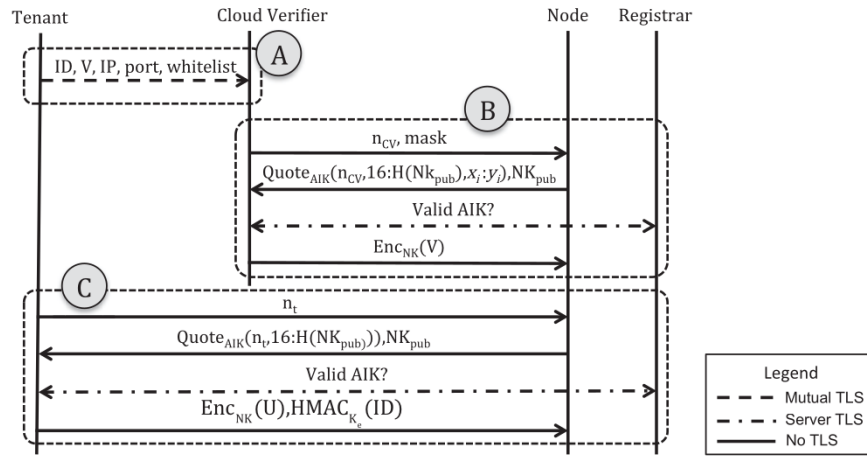 Tenant Cloud Verifier Node Registrar
A
ID, V, IP, port, whitelist
B
n_CV, mask
Quote_AIK(n_CV,16:H(Nk_pub),x_i:y_i),NK_pub
Valid AIK?
Enc_NK(V)
C
n_t
Quote_AIK(n_t,16:H(NK_pub))),NK_pub
Valid AIK?
Enc_NK(U),HMAC_K_e(ID)
Legend
Mutual TLS
Server TLS
No TLS